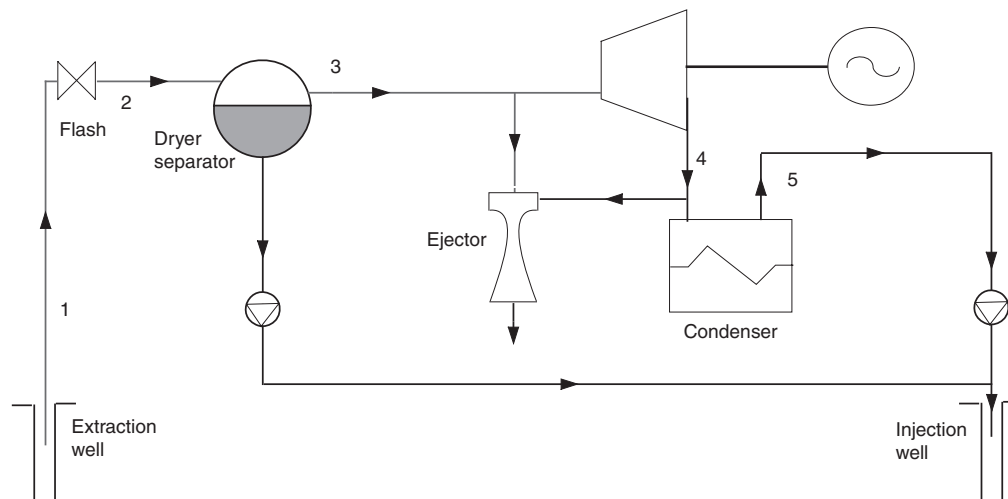 3
2
Flash
Dryer
separator
4
5
Ejector
1
Condenser
Extraction
well
Injection
well